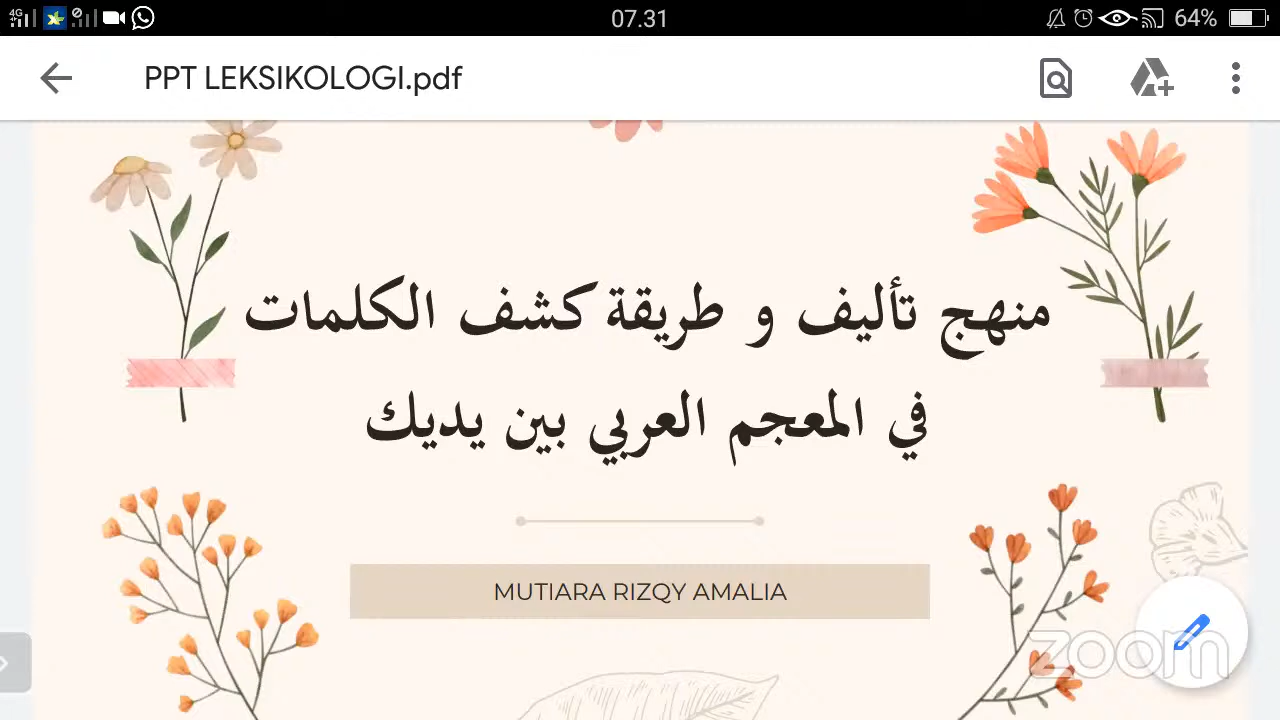 4G
07.31
64%
PPT LEKSIKOLOGI.pdf
منهج تأليف و طريقة كشف الكلمات
في المعجم العربي بين يديك
MUTIARA RIZQY AMALIA
zoom